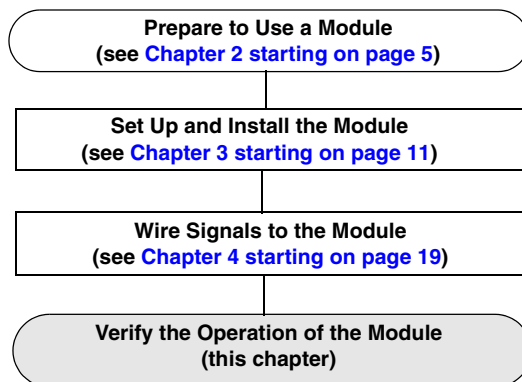 Prepare to Use a Module
(see Chapter 2 starting on page 5)
Set Up and Install the Module
(see Chapter 3 starting on page 11)
Wire Signals to the Module
(see Chapter 4 starting on page 19)
Verify the Operation of the Module
(this chapter)